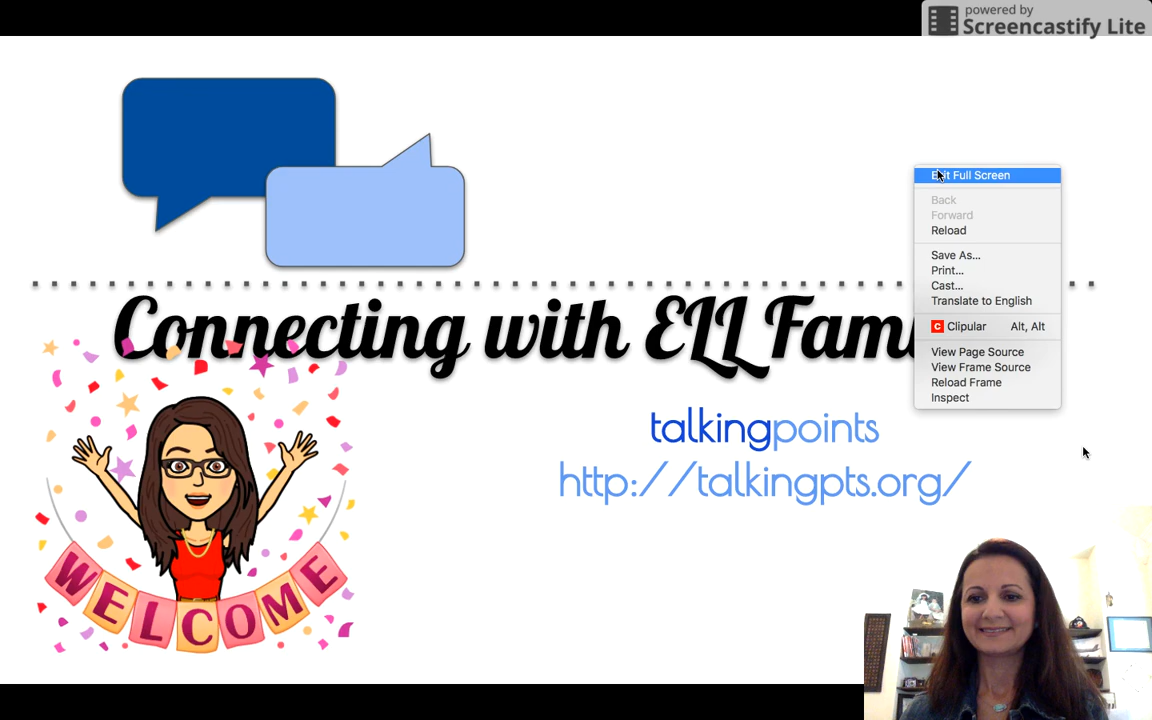 powered by
Screencastify Lite
Exit Full Screen
Back
Forward
Reload
Save As...
Print...
Cast...
Translate to English
C Clipular Alt, Alt
View Page Source
View Frame Source
Reload Frame
Inspect
Connecting with ELL Fam
talkingpoints
http://talkingpts.org/
WELCOME